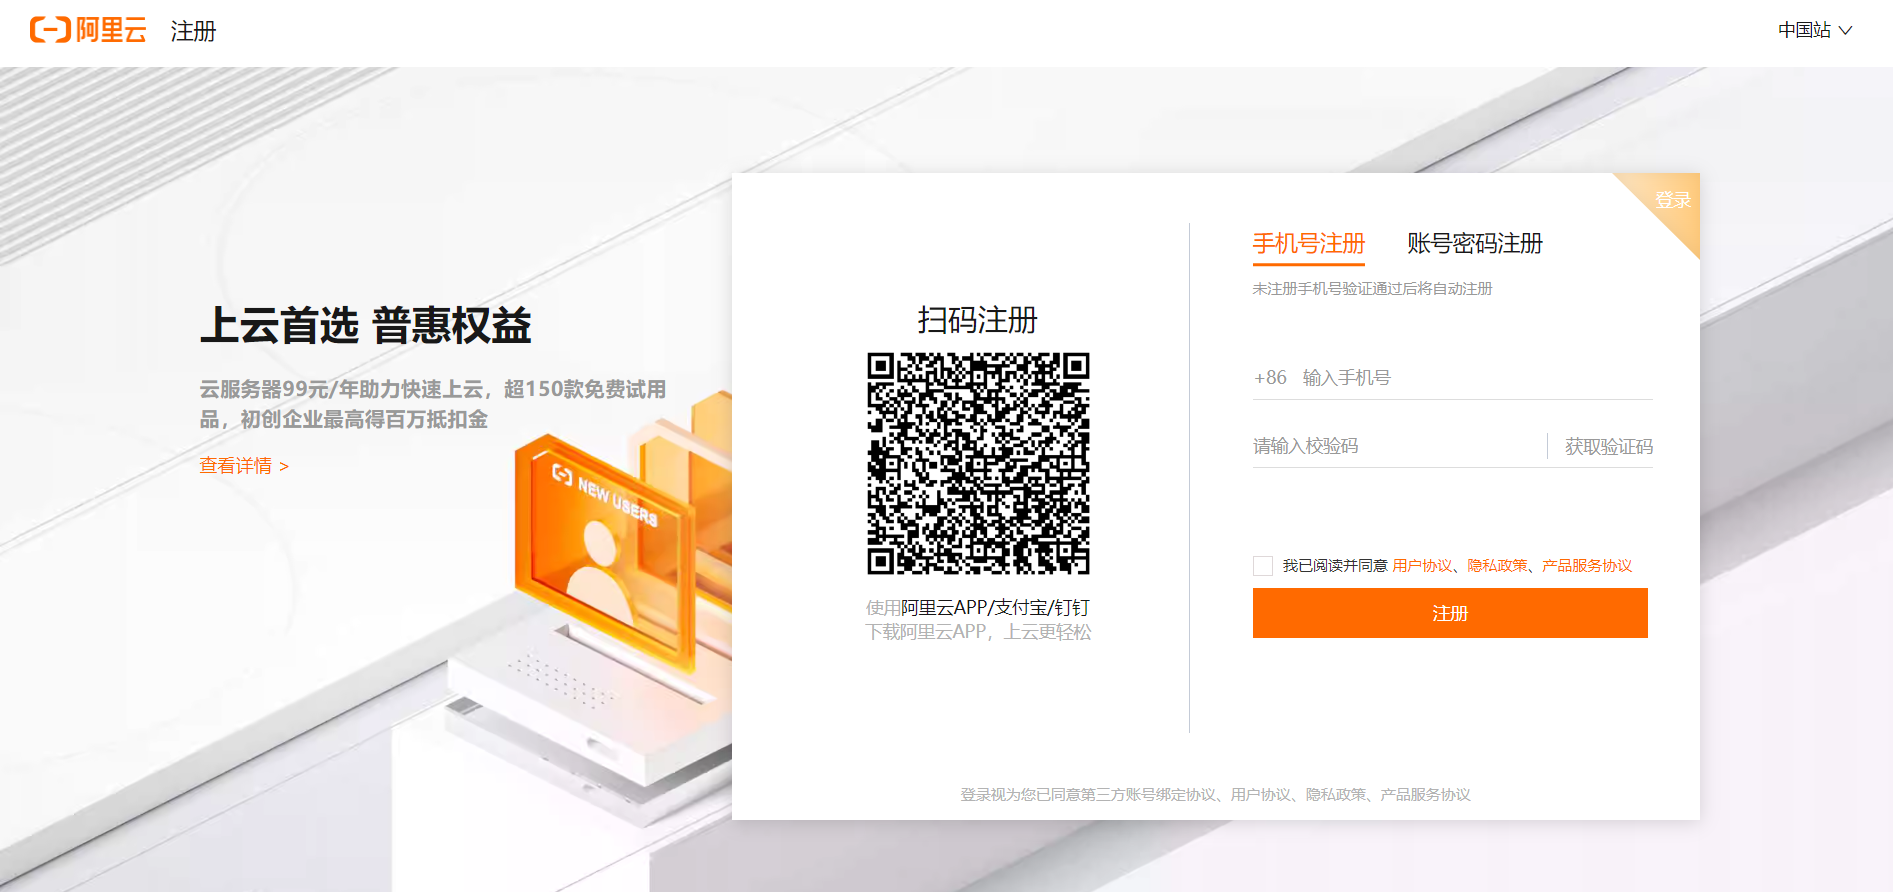 阿里云 注册
中国站
上云首选 普惠权益
云服务器99元/年助力快速上云，超150款免费试用
品，初创企业最高得百万抵扣金
查看详情 >
NEW USERS
扫码注册
使用阿里云APP/支付宝/钉钉
下载阿里云APP，上云更轻松
登录
手机号注册 账号密码注册
未注册手机号验证通过后将自动注册
+86 输入手机号
请输入校验码 获取验证码
我已阅读并同意 用户协议、隐私政策、产品服务协议
注册
登录视为您已同意第三方账号绑定协议、用户协议、隐私政策、产品服务协议